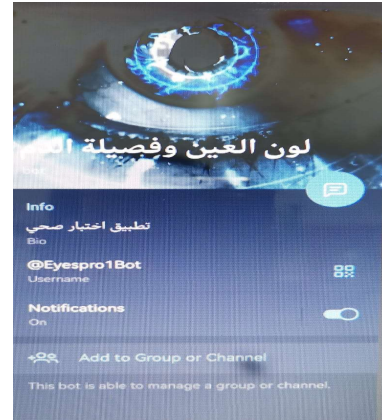 لون العين وفصيلة الدم
bot
Info
تطبيق اختبار صحي
Bio
@Eyespro1Bot
Username
Notifications
On
Add to Group or Channel
This bot is able to manage a group or channel.